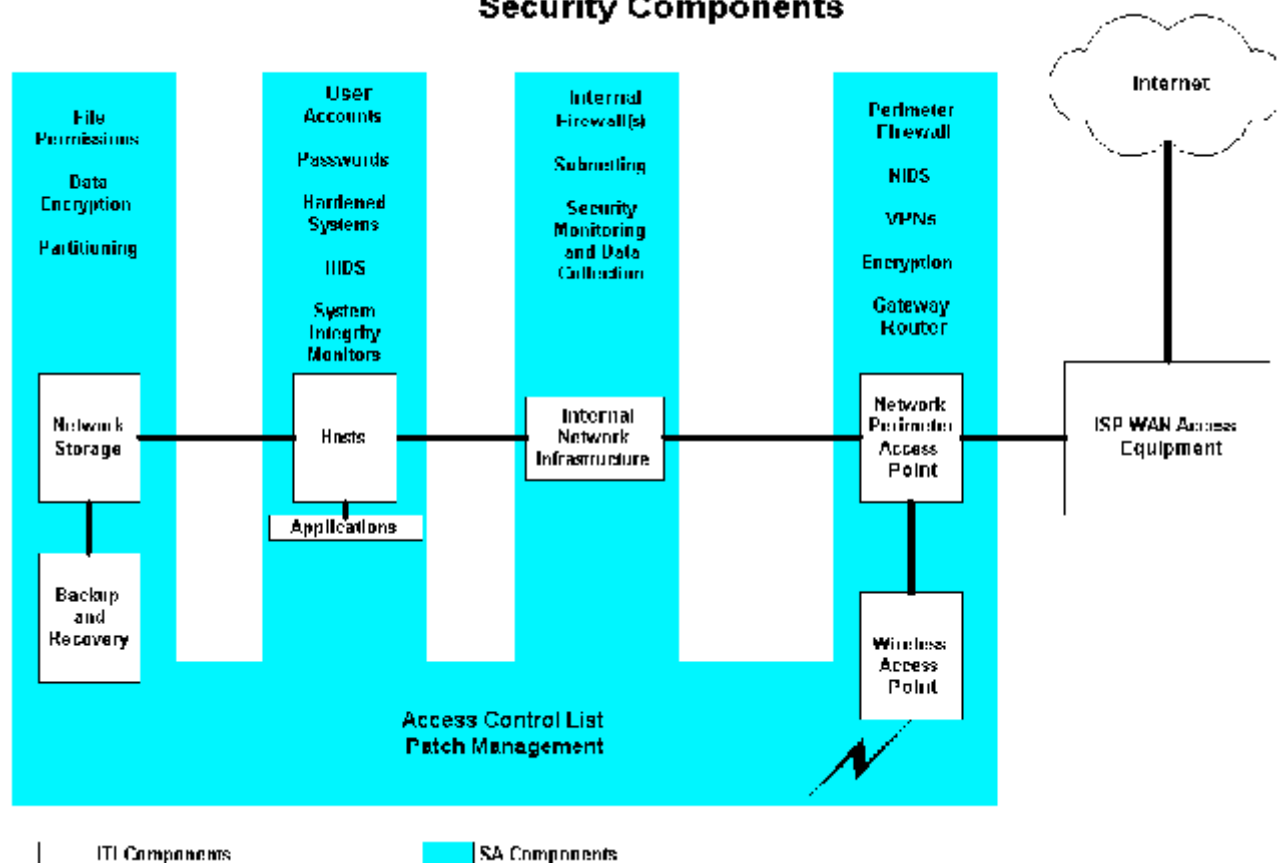 Security Components
Internet
File
Permissions
Data
Encryption
Partitioning
User
Accounts
Passwords
Hardened
Systems
HIDS
System
Integrity
Monitors
Internal
Firewall(s)
Subnetting
Security
Monitoring
and Data
Collection
Perimeter
Firewall
NIDS
VPNs
Encryption
Gateway
Router
Network
Storage
Hosts
Internal
Network
Infrastructure
Network
Perimeter
Access
Point
ISP WAN Access
Equipment
Applications
Backup
and
Recovery
Wireless
Access
Point
Access Control List
Patch Management
ITI Components
SA Components